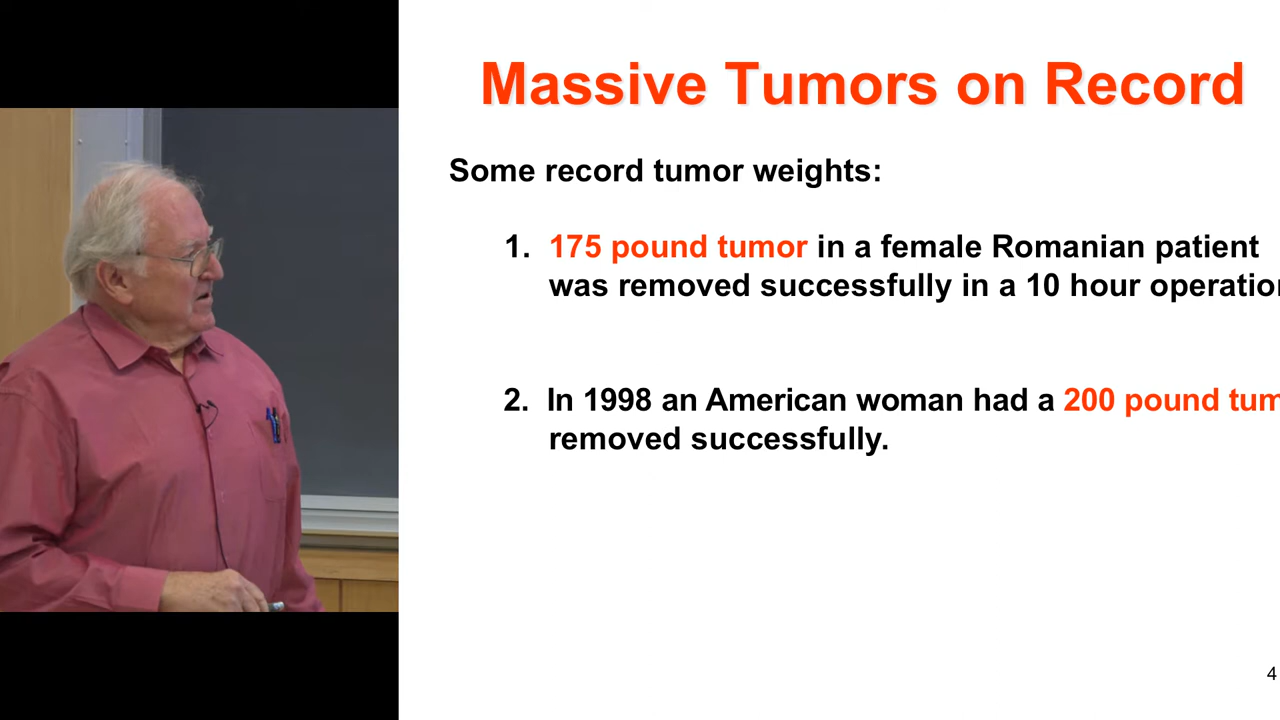 Massive Tumors on Record
Some record tumor weights:
1. 175 pound tumor in a female Romanian patient
was removed successfully in a 10 hour operatio
2. In 1998 an American woman had a 200 pound tum
removed successfully.
4